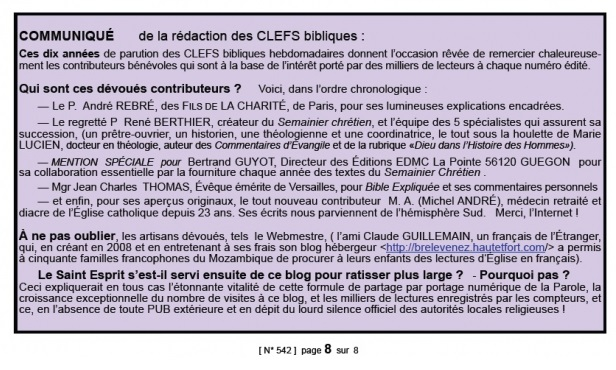 COMMUNIQUÉ de la rédaction des CLEFS bibliques :
Ces dix années de parution des CLEFS bibliques hebdomadaires donnent l'occasion rêvée de remercier chaleureuse-
ment les contributeurs bénévoles qui sont à la base de l'intérêt porté par des milliers de lecteurs à chaque numéro édité.
Qui sont ces dévoués contributeurs ? Voici, dans l'ordre chronologique :
— Le P. André REBRÉ, des FILS DE LA CHARITÉ, de Paris, pour ses lumineuses explications encadrées.
— Le regretté P René BERTHIER, créateur du Semainier chrétien, et l'équipe des 5 spécialistes qui assurent sa
succession, (un prêtre-ouvrier, un historien, une théologienne et une coordinatrice, le tout sous la houlette de Marie
LUCIEN, docteur en théologie, auteur des Commentaires d'Évangile et de la rubrique «Dieu dans l'Histoire des Hommes»).
— MENTION SPÉCIALE pour Bertrand GUYOT, Directeur des Éditions EDMC La Pointe 56120 GUEGON pour
sa collaboration essentielle par la fourniture chaque année des textes du Semainier Chrétien .
— Mgr Jean Charles THOMAS, Évêque émérite de Versailles, pour Bible Expliquée et ses commentaires personnels
— et enfin, pour ses aperçus originaux, le tout nouveau contributeur M. A. (Michel ANDRÉ), médecin retraité et
diacre de l'Église catholique depuis 23 ans. Ses écrits nous parviennent de l'hémisphère Sud. Merci, l'Internet !
À ne pas oublier, les artisans dévoués, tels le Webmestre, ( l'ami Claude GUILLEMAIN, un français de l'Étranger,
qui, en créant en 2008 et en entretenant à ses frais son blog hébergeur <http://brelevenez.hautetfort.com/> a permis
à cinquante familles francophones du Mozambique de procurer à leurs enfants des lectures d'Église en français).
Le Saint Esprit s'est-il servi ensuite de ce blog pour ratisser plus large ? - Pourquoi pas ?
Ceci expliquerait en tous cas l'étonnante vitalité de cette formule de partage par portage numérique de la Parole, la
croissance exceptionnelle du nombre de visites à ce blog, et les milliers de lectures enregistrés par les compteurs, et
ce, en l'absence de toute PUB extérieure et en dépit du lourd silence officiel des autorités locales religieuses !
[ N° 542 ] page 8 sur 8